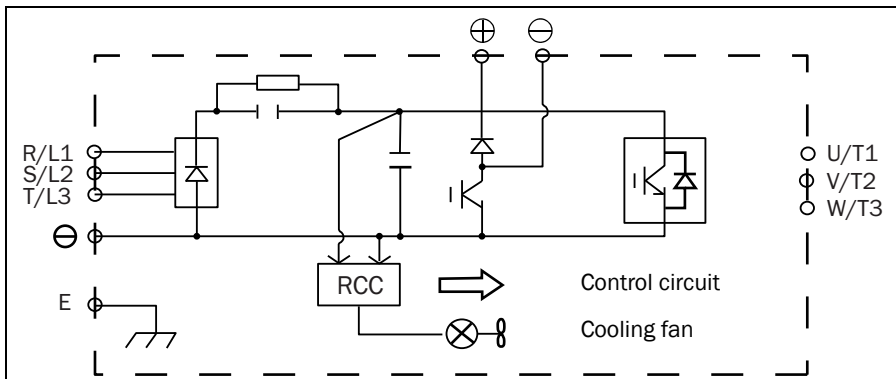 ⊕ ⊖
R/L1
S/L2
T/L3
U/T1
V/T2
W/T3
⊖
E
RCC
Control circuit
Cooling fan